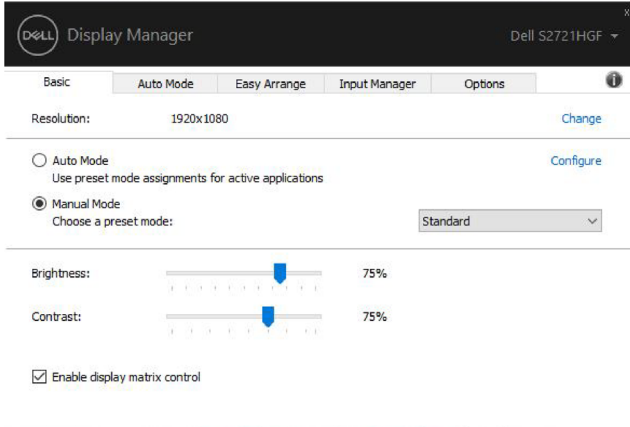 DELL Display Manager
Dell S2721HGF
x
Basic
Auto Mode
Easy Arrange
Input Manager
Options
Resolution: 1920x1080 Change
Auto Mode Configure
Use preset mode assignments for active applications
Manual Mode
Choose a preset mode: Standard
Brightness: 75%
Contrast: 75%
Enable display matrix control